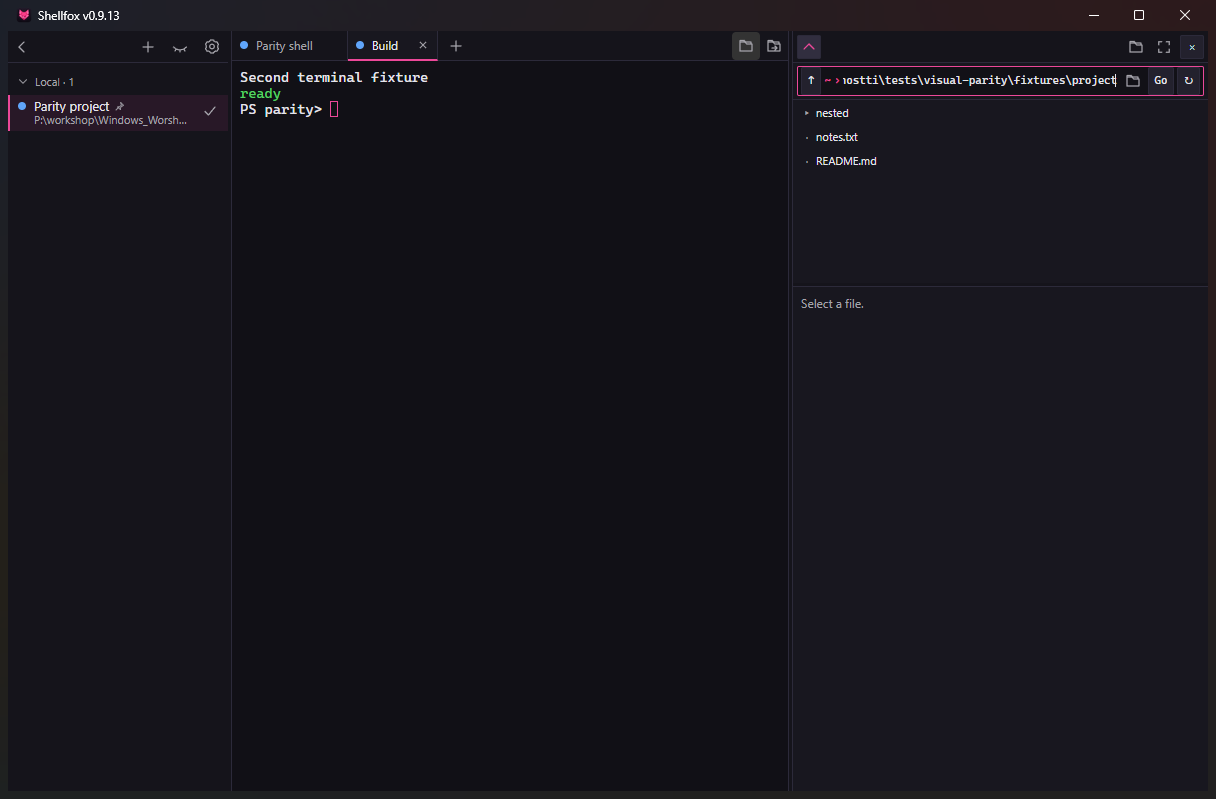 Shellfox v0.9.13
Local · 1
Parity project
P:\workshop\Windows_Worsh...
Parity shell
Build
Second terminal fixture
ready
PS parity>
~ › ostti\tests\visual-parity\fixtures\project
Go
nested
notes.txt
README.md
Select a file.